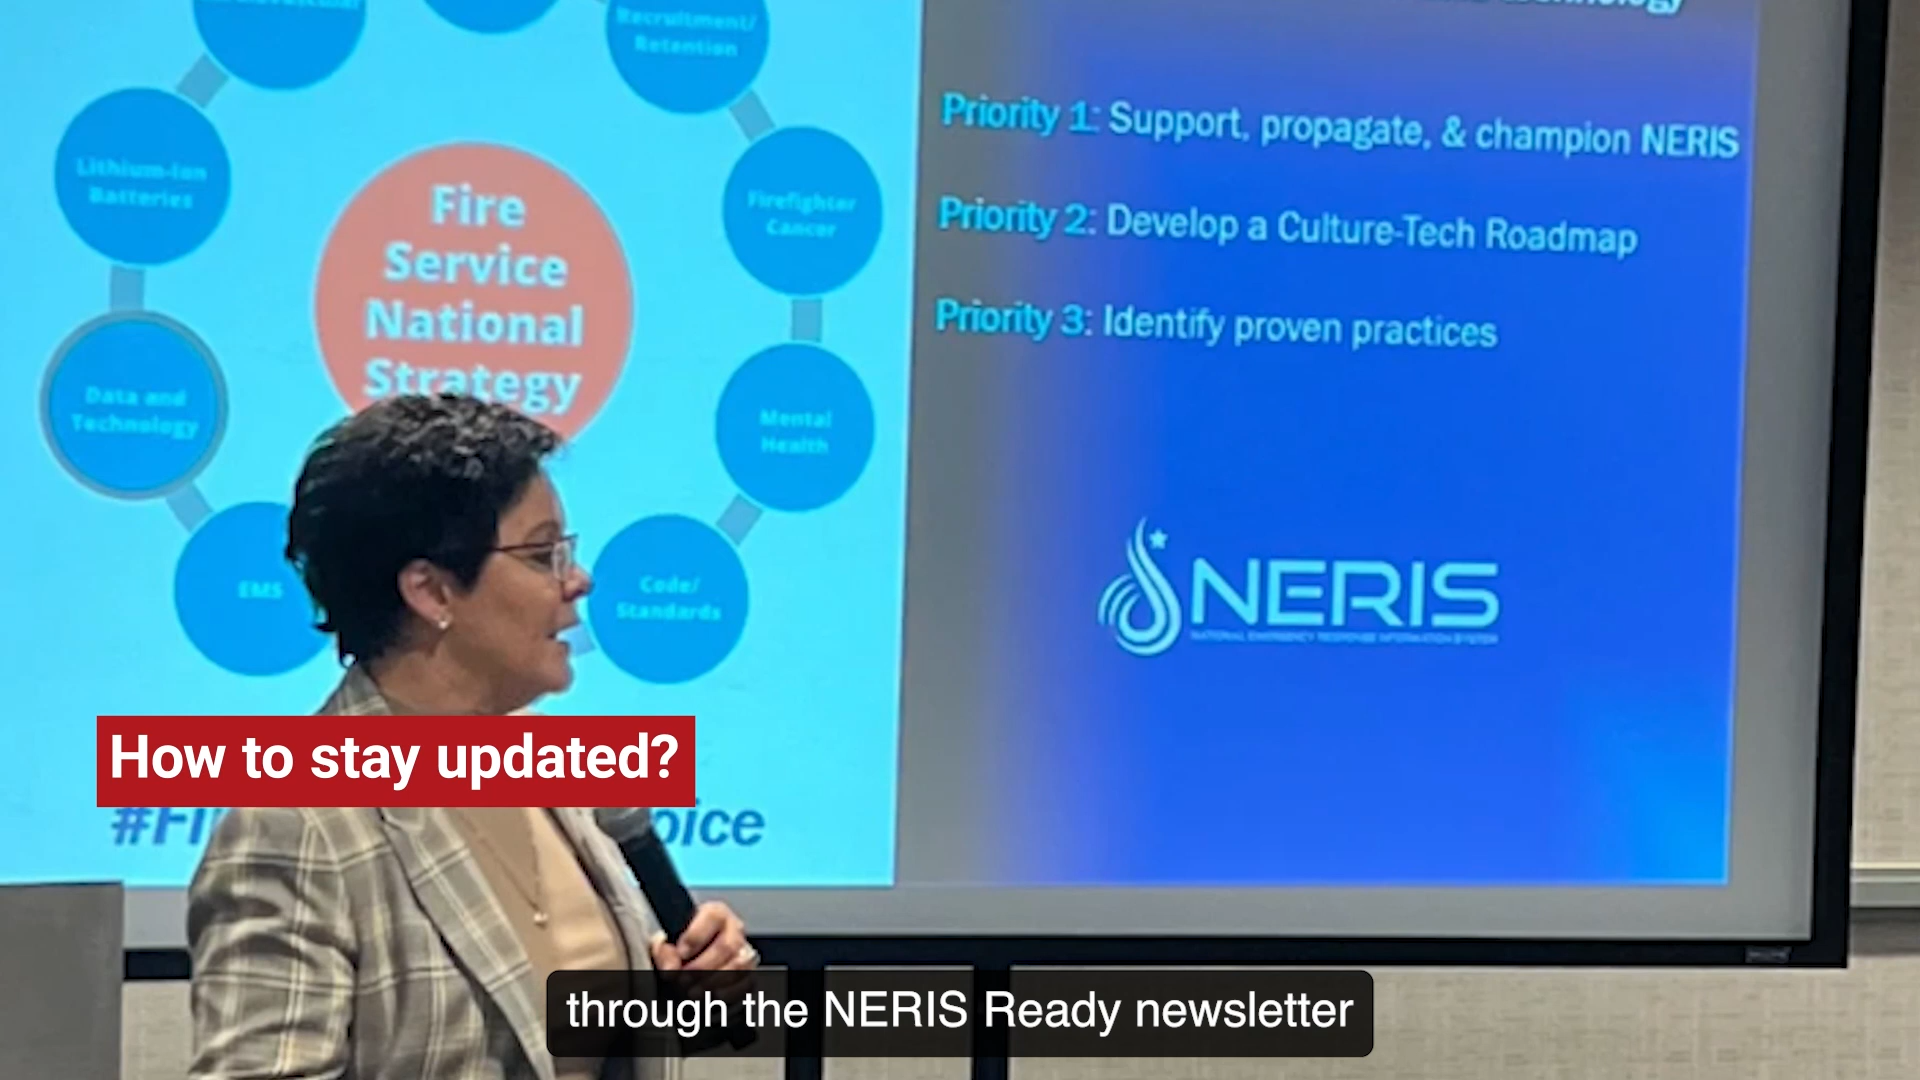 Recruitment/
Retention
Lithium-Ion
Batteries
Firefighter
Cancer
Fire
Service
National
Strategy
Data and
Technology
Mental
Health
EMS
Code/
Standards
Technology
Priority 1: Support, propagate, & champion NERIS
Priority 2: Develop a Culture-Tech Roadmap
Priority 3: Identify proven practices
NERIS
NATIONAL EMERGENCY RESPONSE INFORMATION SYSTEM
How to stay updated?
through the NERIS Ready newsletter